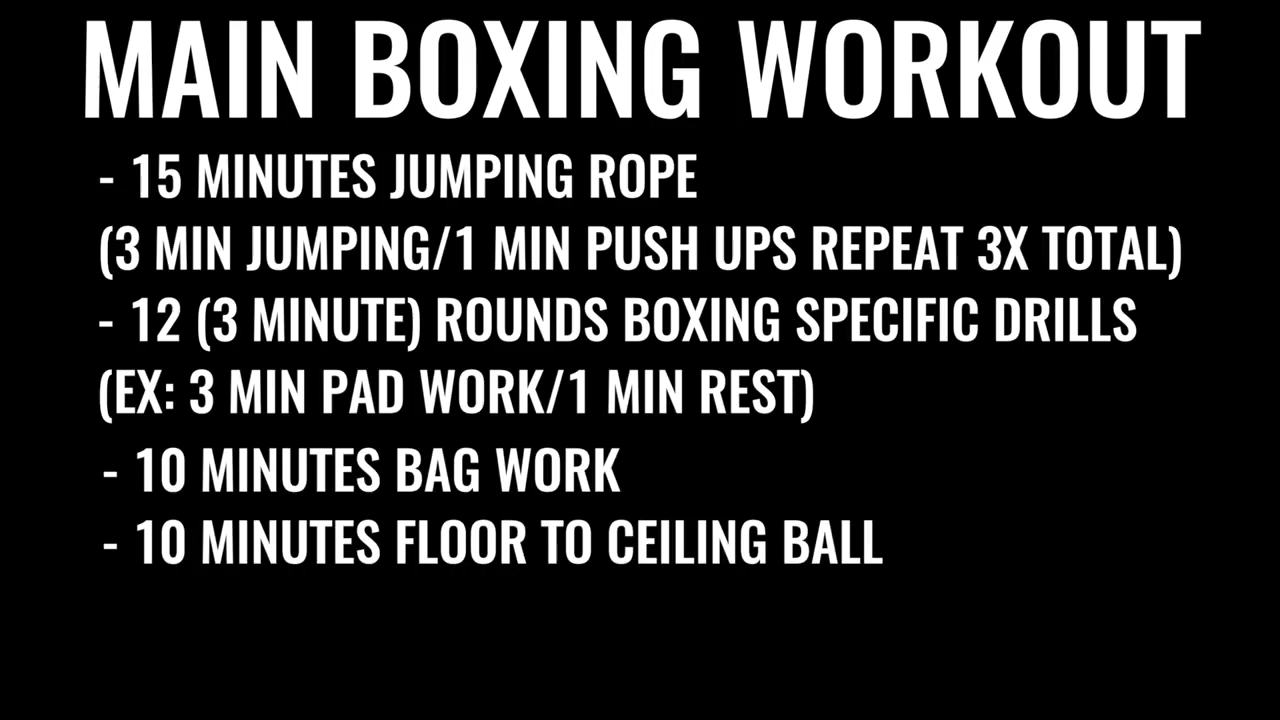 MAIN BOXING WORKOUT
- 15 MINUTES JUMPING ROPE
(3 MIN JUMPING/1 MIN PUSH UPS REPEAT 3X TOTAL)
- 12 (3 MINUTE) ROUNDS BOXING SPECIFIC DRILLS
(EX: 3 MIN PAD WORK/1 MIN REST)
- 10 MINUTES BAG WORK
- 10 MINUTES FLOOR TO CEILING BALL